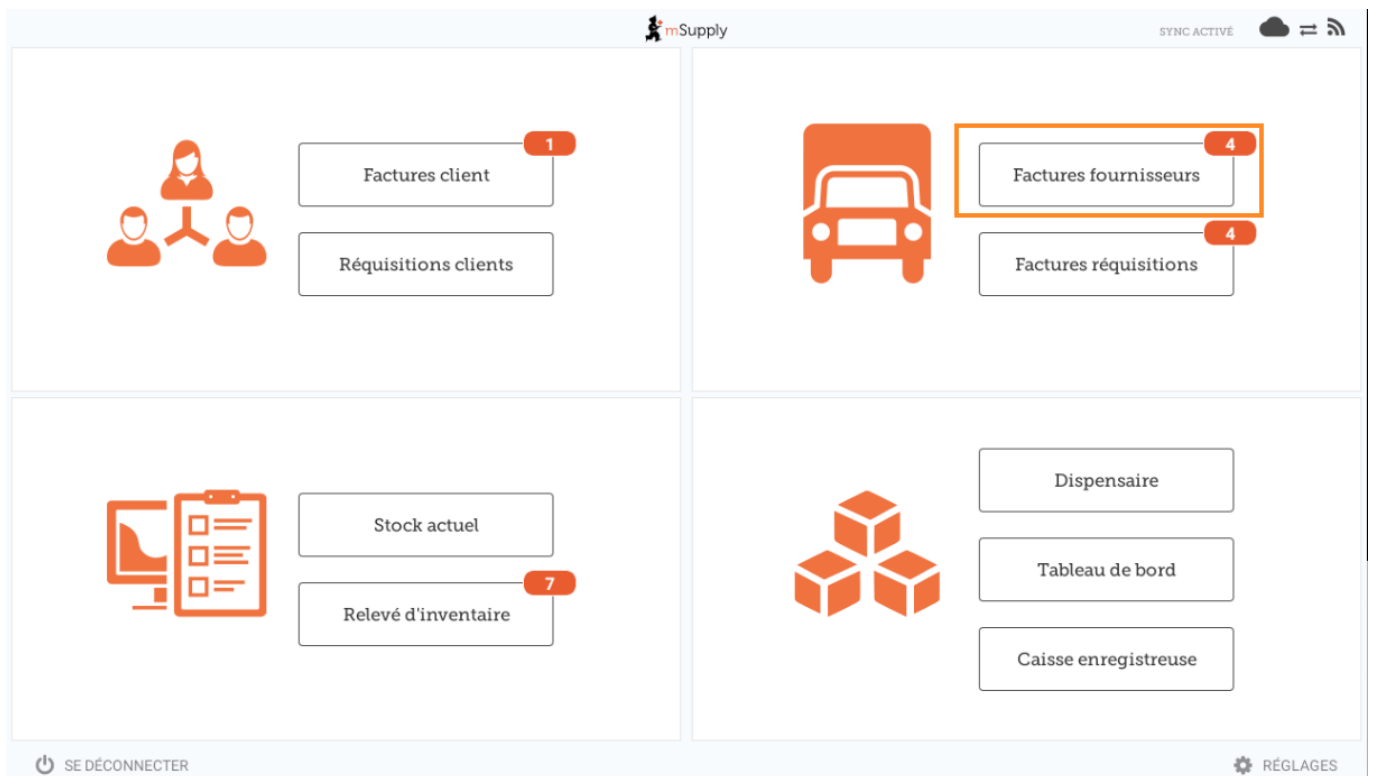 mSupply
SYNC ACTIVÉ
1
Factures client
Réquisitions clients
4
Factures fournisseurs
4
Factures réquisitions
Stock actuel
7
Relevé d'inventaire
Dispensaire
Tableau de bord
Caisse enregistreuse
SE DÉCONNECTER
RÉGLAGES